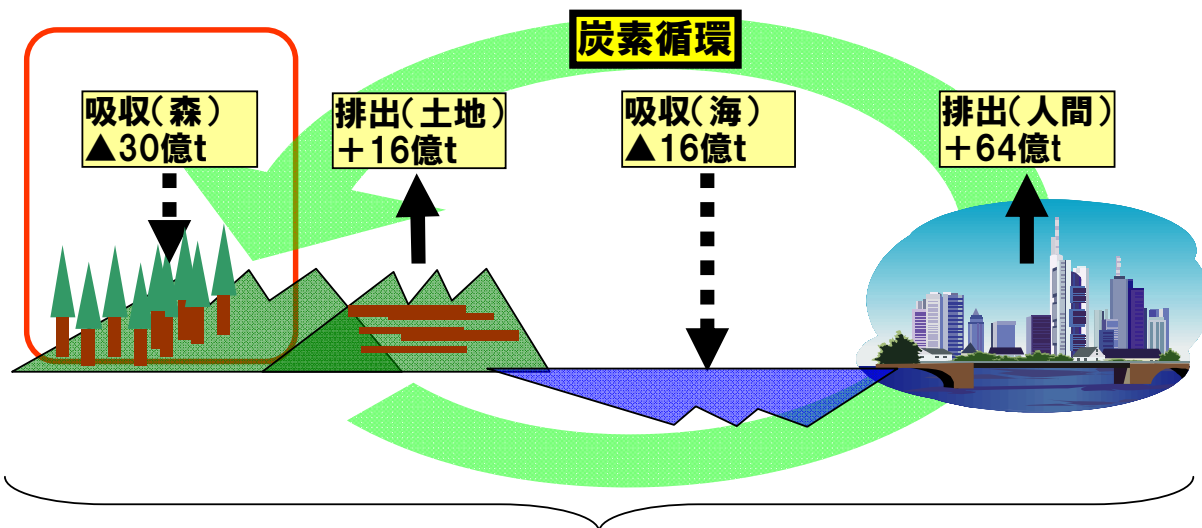 炭素循環
吸収(森)
▲30億t
排出(土地)
+16億t
吸収(海)
▲16億t
排出(人間)
+64億t